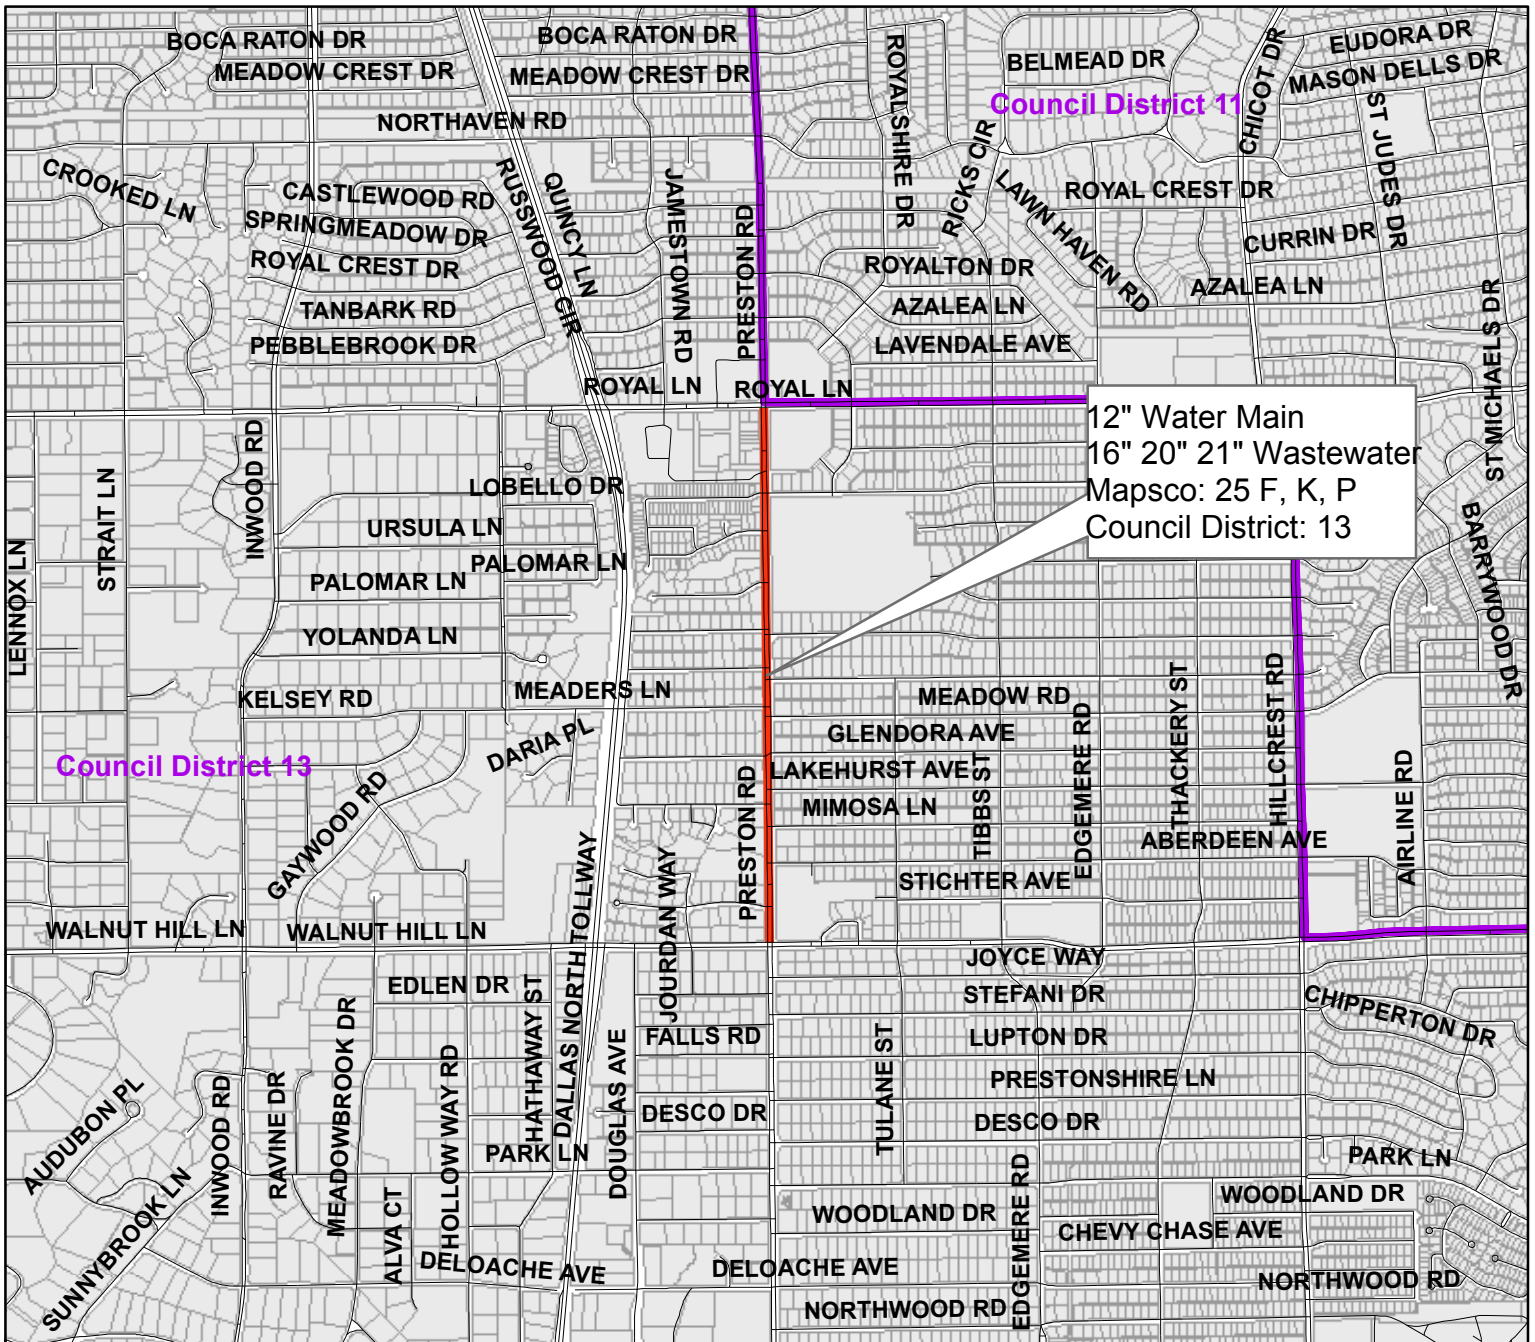 BOCA RATON DR
BOCA RATON DR
EUDORA DR
MEADOW CREST DR
MEADOW CREST DR
BELMEAD DR
MASON DELLS DR
Council District 11
CHICOT DR
NORTHAVEN RD
ROYALSHIRE DR
ST JUDES DR
CROOKED LN
CASTLEWOOD RD
RUSSWOOD CIR
QUINCY LN
JAMESTOWN RD
PRESTON RD
RICKS CIR
LAWN HAVEN RD
ROYAL CREST DR
SPRINGMEADOW DR
CURRIN DR
ROYAL CREST DR
ROYALTON DR
AZALEA LN
TANBARK RD
AZALEA LN
PEBBLEBROOK DR
LAVENDALE AVE
ST MICHAELS DR
ROYAL LN
ROYAL LN
12" Water Main
16" 20" 21" Wastewater
Mapsco: 25 F, K, P
Council District: 13
INWOOD RD
STRAIT LN
LENNOX LN
LOBELLO DR
URSULA LN
PALOMAR LN
PALOMAR LN
YOLANDA LN
BARRYWOOD DR
KELSEY RD
MEADERS LN
MEADOW RD
DARIA PL
GLENDORA AVE
Council District 13
LAKEHURST AVE
MIMOSA LN
TIBBS ST
EDGEMERE RD
THACKERY ST
HILLCREST RD
AIRLINE RD
GAYWOOD RD
PRESTON RD
ABERDEEN AVE
STICHTER AVE
JOURDAN WAY
DALLAS NORTH TOLLWAY
WALNUT HILL LN
WALNUT HILL LN
JOYCE WAY
EDLEN DR
STEFANI DR
CHIPPERTON DR
HATHAWAY ST
MEADOWBROOK DR
FALLS RD
LUPTON DR
TULANE ST
PRESTONSHIRE LN
AUDUBON PL
INWOOD RD
RAVINE DR
HOLLOW WAY RD
DOUGLAS AVE
DESCO DR
DESCO DR
PARK LN
PARK LN
SUNNYBROOK LN
ALVA CT
WOODLAND DR
WOODLAND DR
EDGEMERE RD
CHEVY CHASE AVE
DELOACHE AVE
DELOACHE AVE
NORTHWOOD RD
NORTHWOOD RD